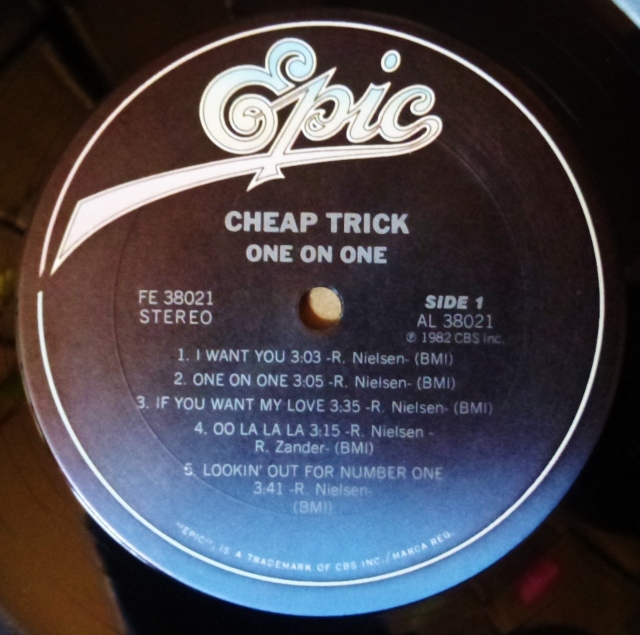 Epic
CHEAP TRICK
ONE ON ONE
FE 38021
STEREO
SIDE 1
AL 38021
℗ 1982 CBS Inc.
1. I WANT YOU 3:03 -R. Nielsen- (BMI)
2. ONE ON ONE 3:05 -R. Nielsen- (BMI)
3. IF YOU WANT MY LOVE 3:35 -R. Nielsen- (BMI)
4. OO LA LA LA 3:15 -R. Nielsen -
R. Zander- (BMI)
5. LOOKIN' OUT FOR NUMBER ONE
3:41 -R. Nielsen-
(BMI)
"EPIC", IS A TRADEMARK OF CBS INC./MARCA REG.